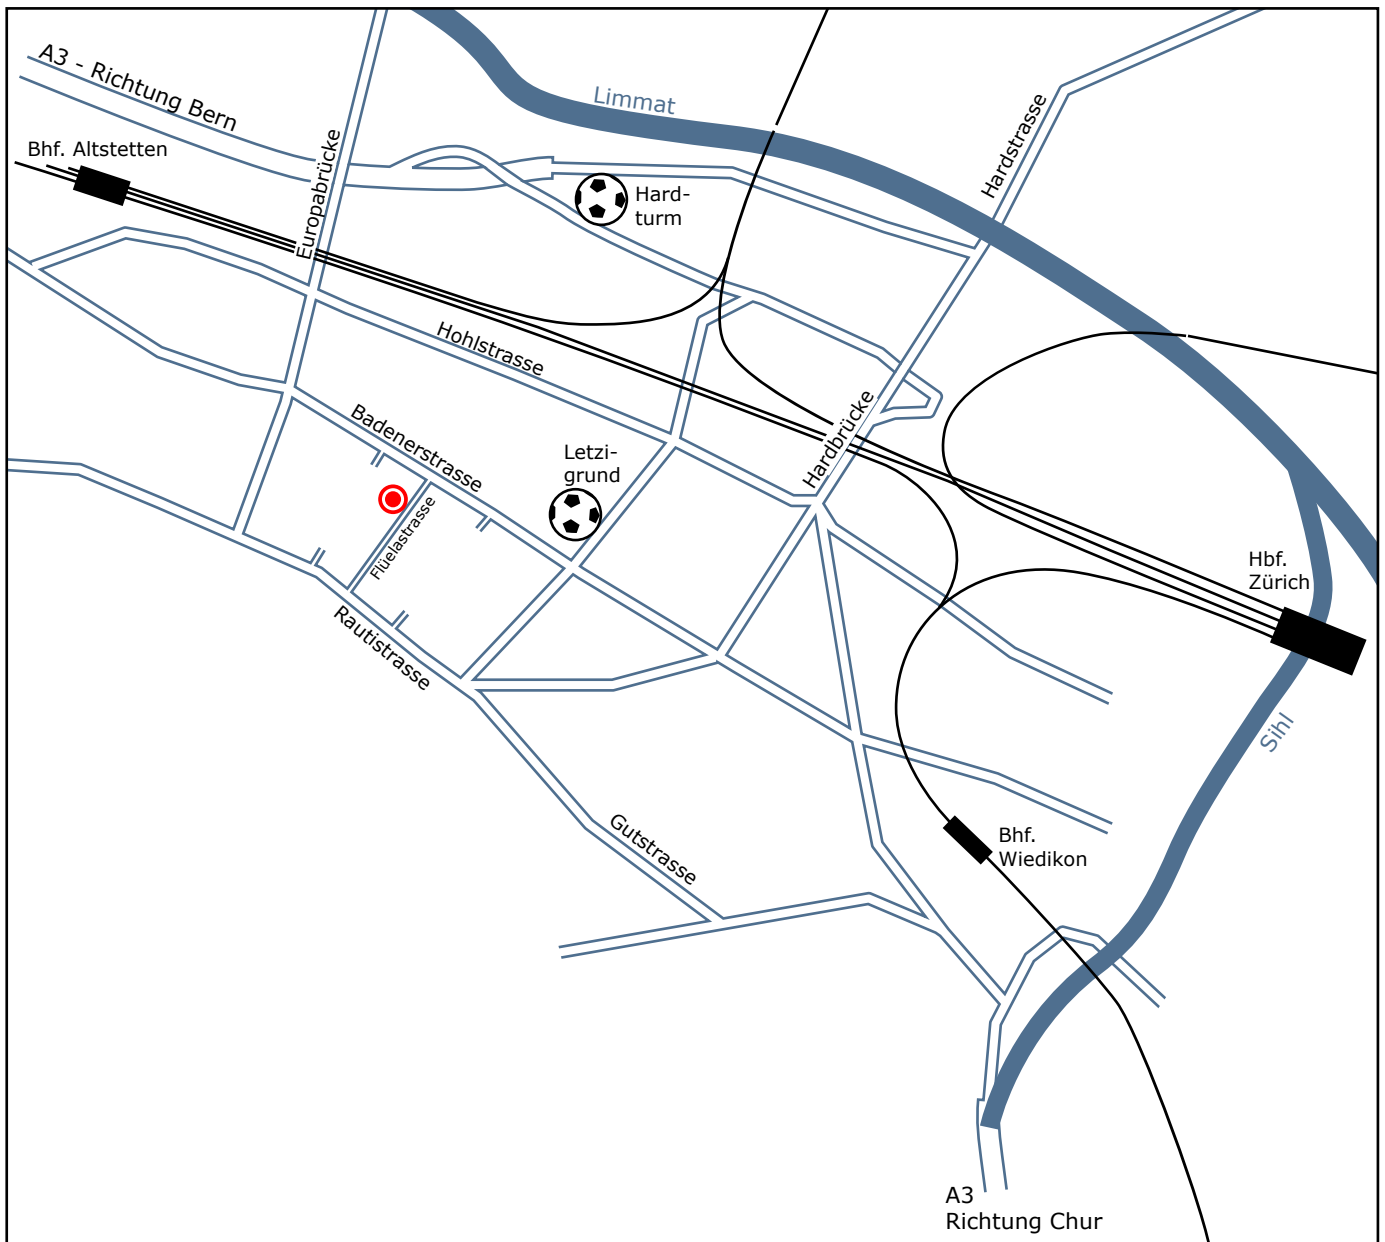 A3 - Richtung Bern
Limmat
Hardstrasse
Bhf. Altstetten
Europabrücke
Hard-
turm
Hohlstrasse
Hardbrücke
Badenerstrasse
Letzi-
grund
Flüelastrasse
Hbf.
Zürich
Rautistrasse
Sihl
Gutstrasse
Bhf.
Wiedikon
A3
Richtung Chur